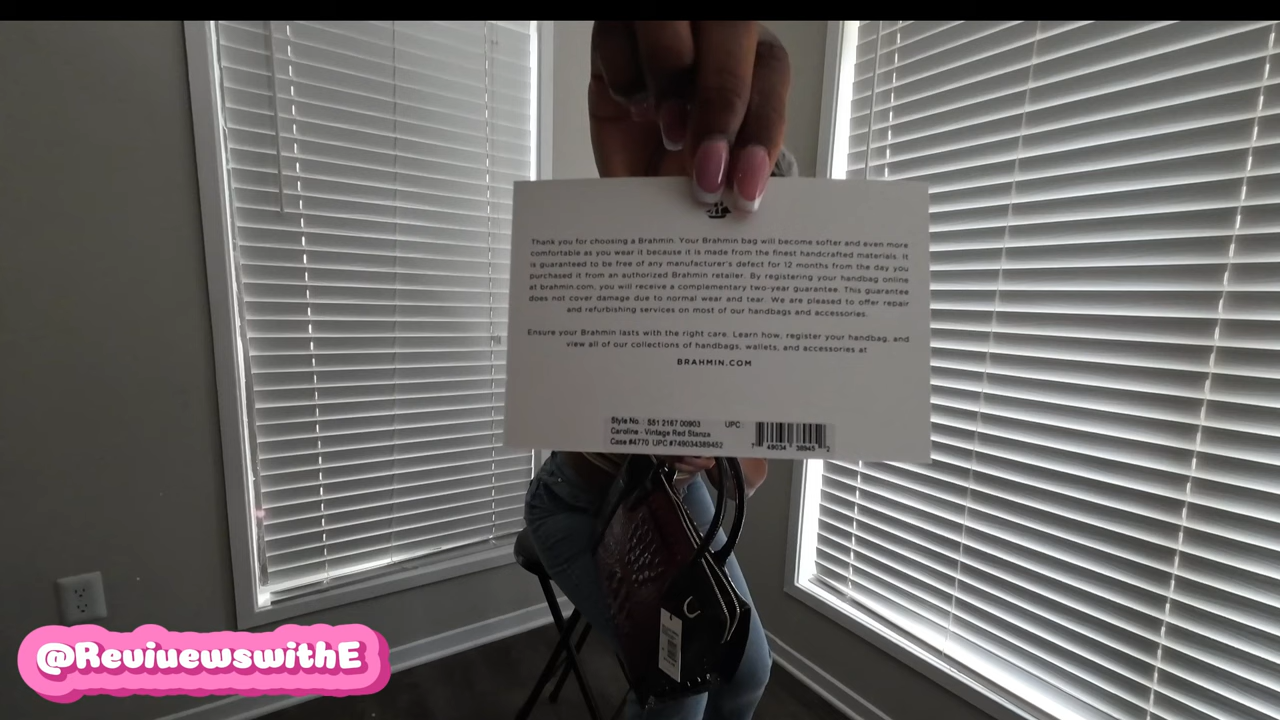 Thank you for choosing a Brahmin. Your Brahmin bag will become softer and even more
comfortable as you wear it because it is made from the finest handcrafted materials. It
is guaranteed to be free of any manufacturer's defect for 12 months from the day you
purchased it from an authorized Brahmin retailer. By registering your handbag online
at brahmin.com, you will receive a complementary two-year guarantee. This guarantee
does not cover damage due to normal wear and tear. We are pleased to offer repair
and refurbishing services on most of our handbags and accessories.
Ensure your Brahmin lasts with the right care. Learn how, register your handbag, and
view all of our collections of handbags, wallets, and accessories at
BRAHMIN.COM
Style No. : 551 2167 00903 UPC:
Caroline - Vintage Red Stanza
Case #4770 UPC #749034389452
7 49034 38945 2
@ReviuewswithE